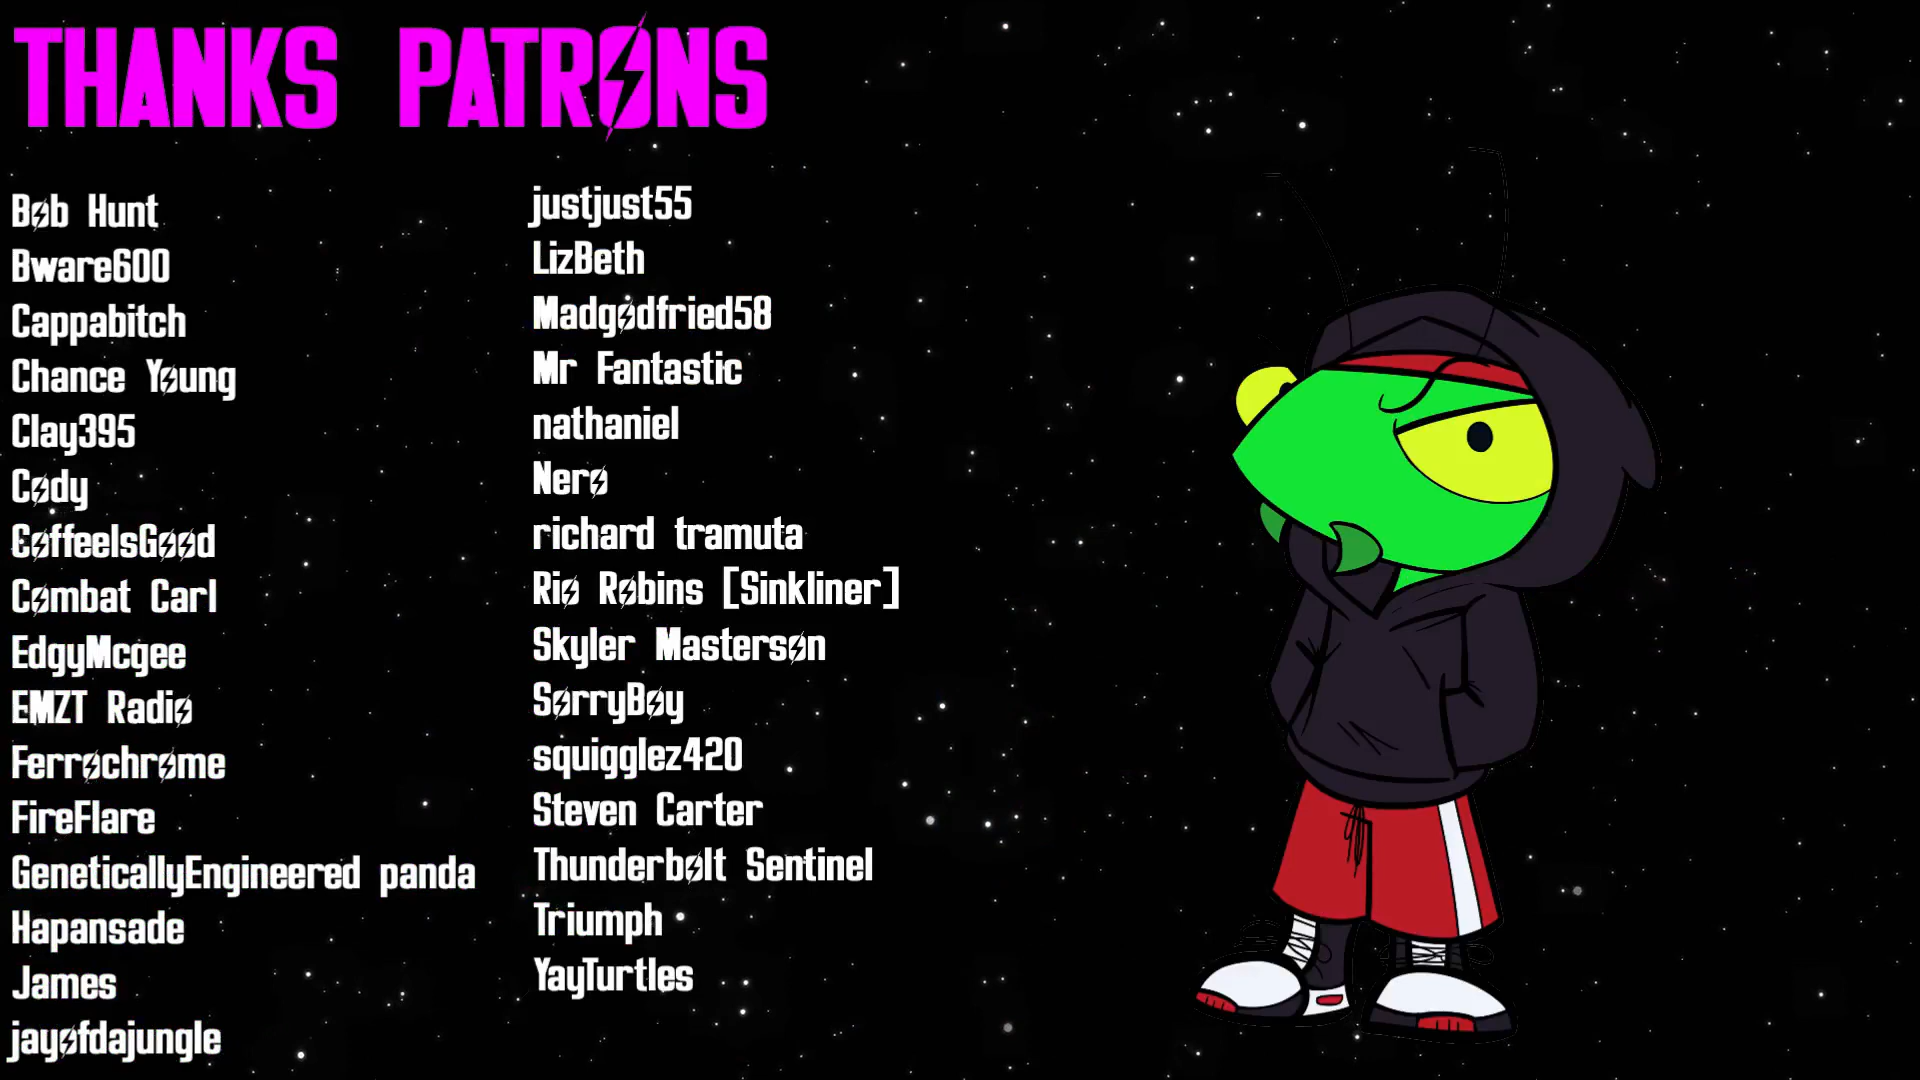 THANKS PATRONS
Bob Hunt
Bware600
Cappabitch
Chance Young
Clay395
Cody
CoffeeIsGood
Combat Carl
EdgyMcgee
EMZT Radio
Ferrochrome
FireFlare
GeneticallyEngineered panda
Hapansade
James
jayofdajungle
justjust55
LizBeth
Madgodfried58
Mr Fantastic
nathaniel
Nero
richard tramuta
Rio Robins [Sinkliner]
Skyler Masterson
SorryBoy
squigglez420
Steven Carter
Thunderbolt Sentinel
Triumph
YayTurtles